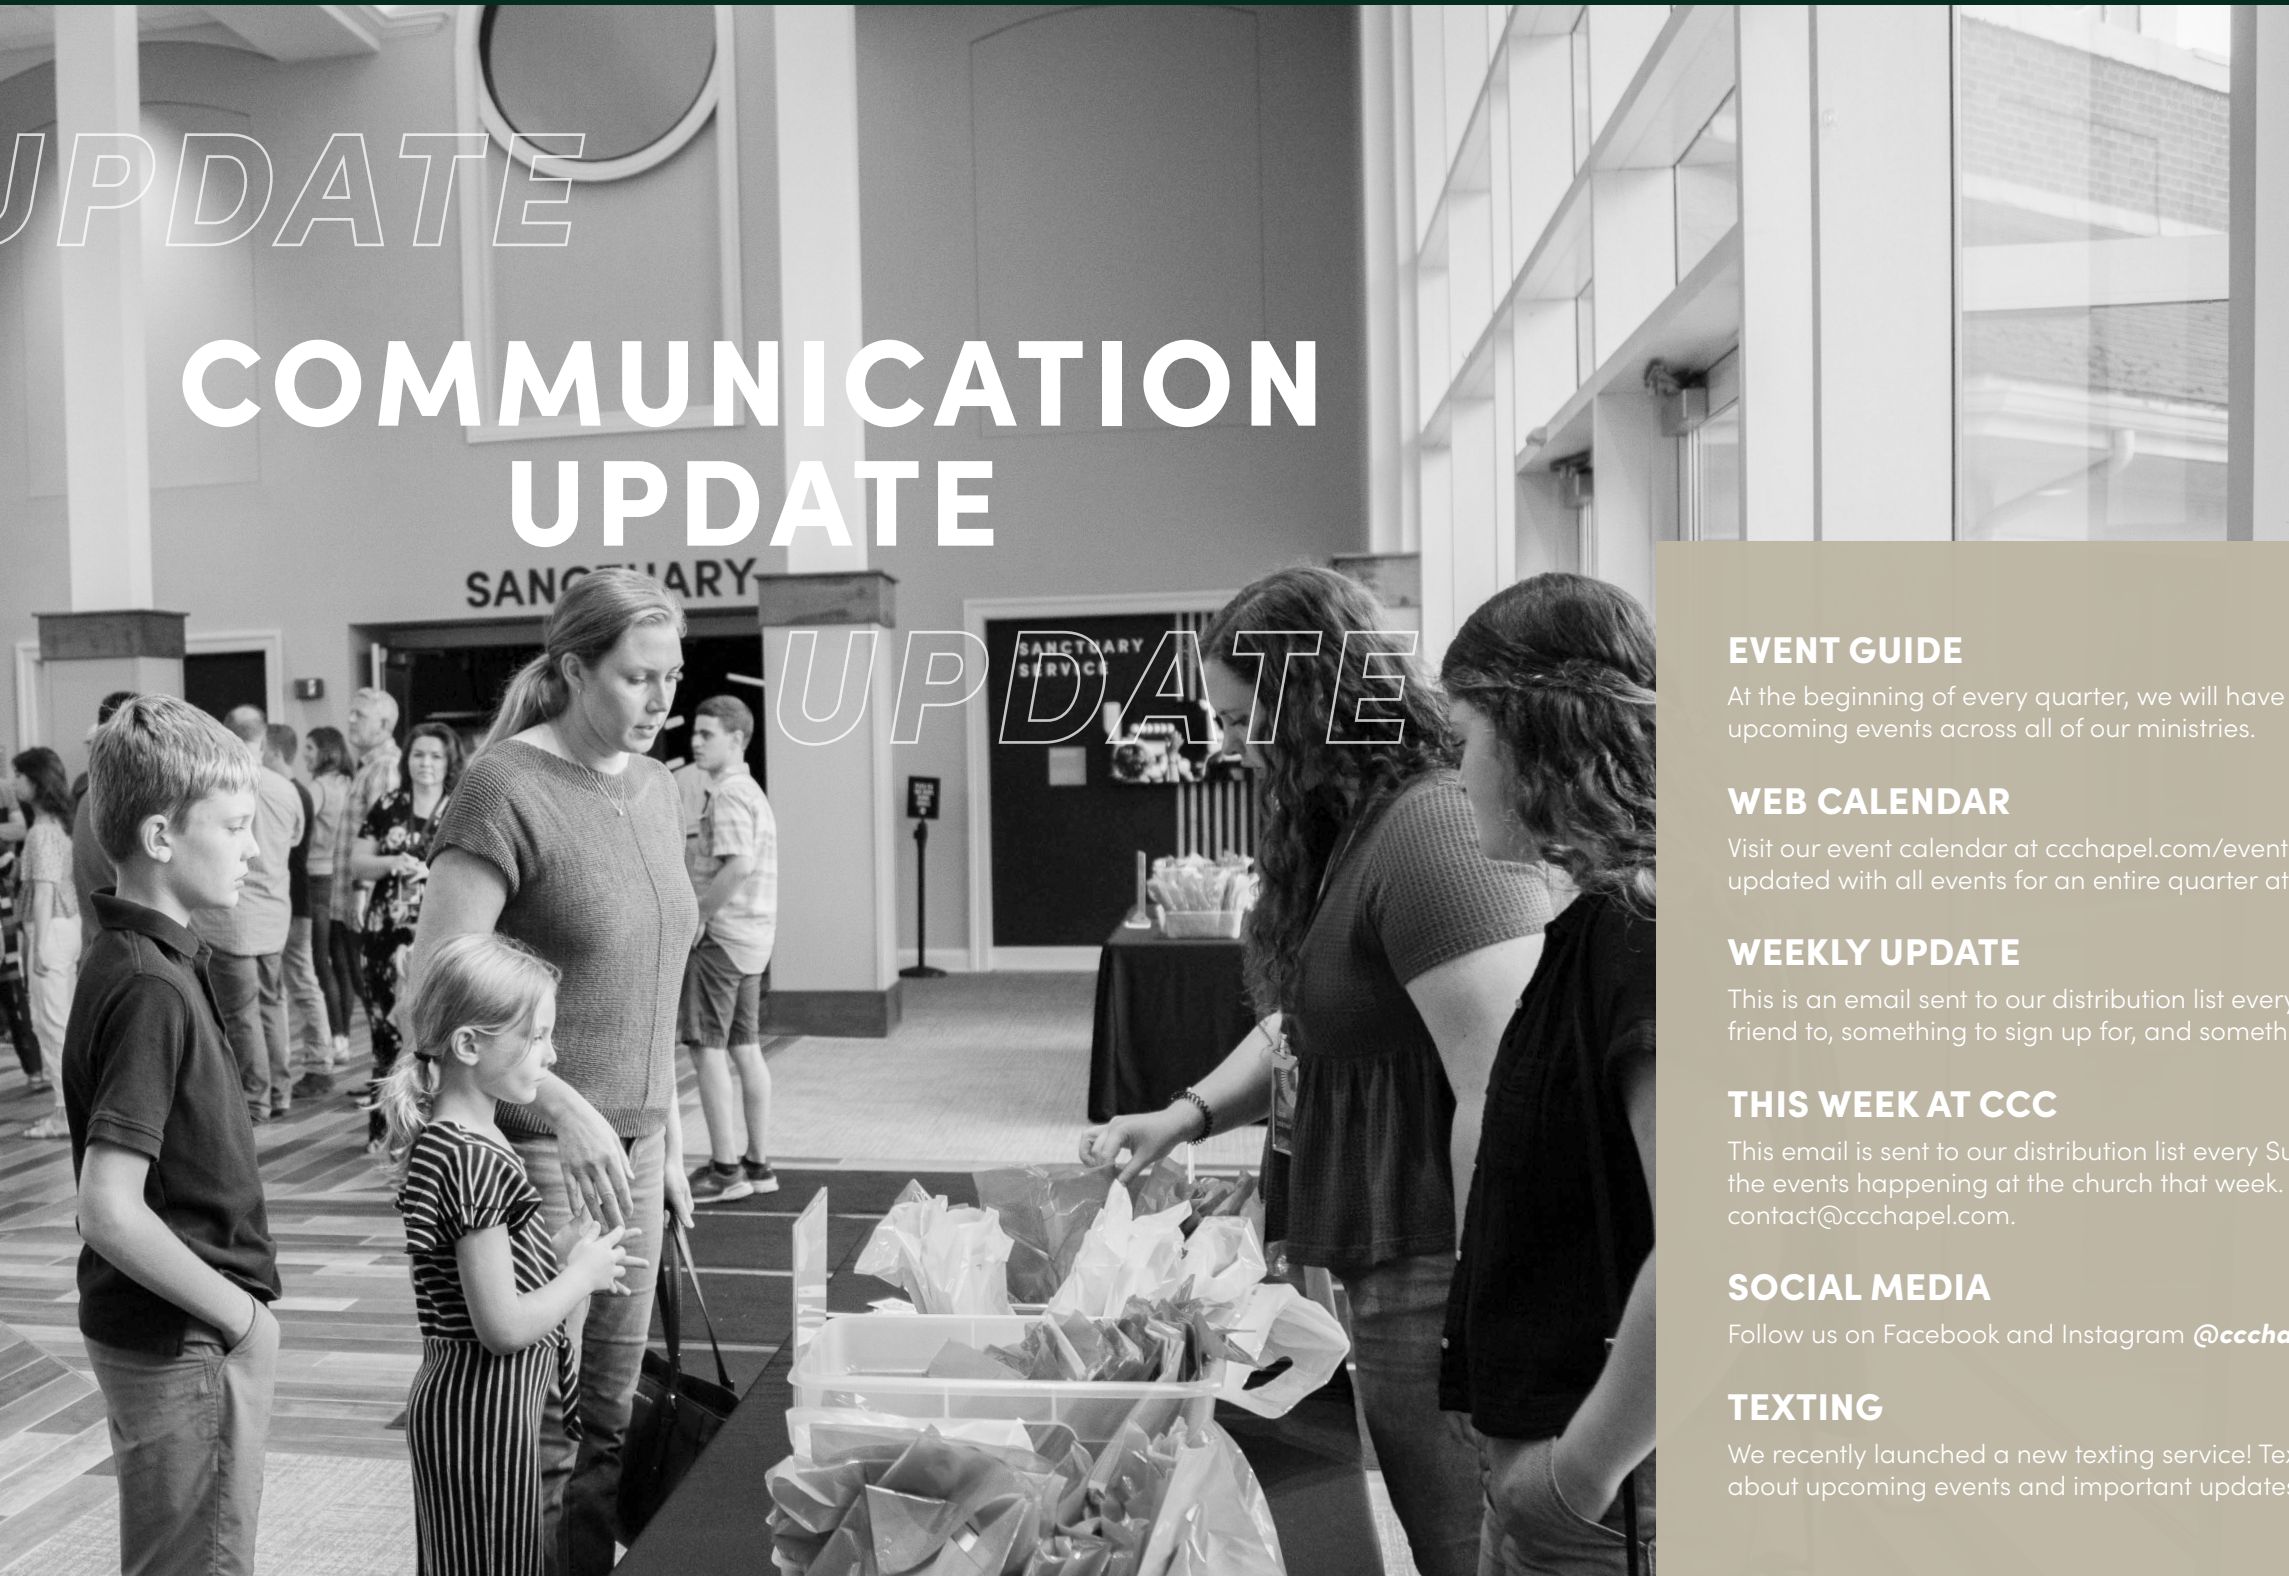 UPDATE
COMMUNICATION
UPDATE
SANCTUARY
SANCTUARY
SERVICE
UPDATE
EVENT GUIDE
At the beginning of every quarter, we will have
upcoming events across all of our ministries.
WEB CALENDAR
Visit our event calendar at ccchapel.com/event
updated with all events for an entire quarter at
WEEKLY UPDATE
This is an email sent to our distribution list every
friend to, something to sign up for, and someth
THIS WEEK AT CCC
This email is sent to our distribution list every Su
the events happening at the church that week.
contact@ccchapel.com.
SOCIAL MEDIA
Follow us on Facebook and Instagram @cccha
TEXTING
We recently launched a new texting service! Tex
about upcoming events and important updates